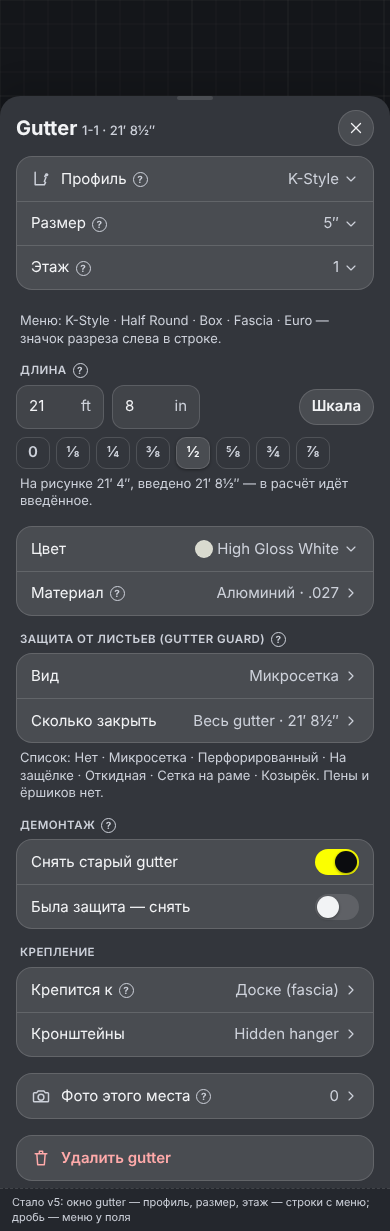 Gutter 1-1 · 21′ 8½″
Профиль ? K-Style
Размер ? 5″
Этаж ? 1
Меню: K-Style · Half Round · Box · Fascia · Euro —
значок разреза слева в строке.
ДЛИНА ?
21 ft 8 in Шкала
0 ⅛ ¼ ⅜ ½ ⅝ ¾ ⅞
На рисунке 21′ 4″, введено 21′ 8½″ — в расчёт идёт
введённое.
Цвет High Gloss White
Материал ? Алюминий · .027
ЗАЩИТА ОТ ЛИСТЬЕВ (GUTTER GUARD) ?
Вид Микросетка
Сколько закрыть Весь gutter · 21′ 8½″
Список: Нет · Микросетка · Перфорированный · На
защёлке · Откидная · Сетка на раме · Козырёк. Пены и
ёршиков нет.
ДЕМОНТАЖ ?
Снять старый gutter
Была защита — снять
КРЕПЛЕНИЕ
Крепится к ? Доске (fascia)
Кронштейны Hidden hanger
Фото этого места ? 0
Удалить gutter
Стало v5: окно gutter — профиль, размер, этаж — строки с меню;
дробь — меню у поля